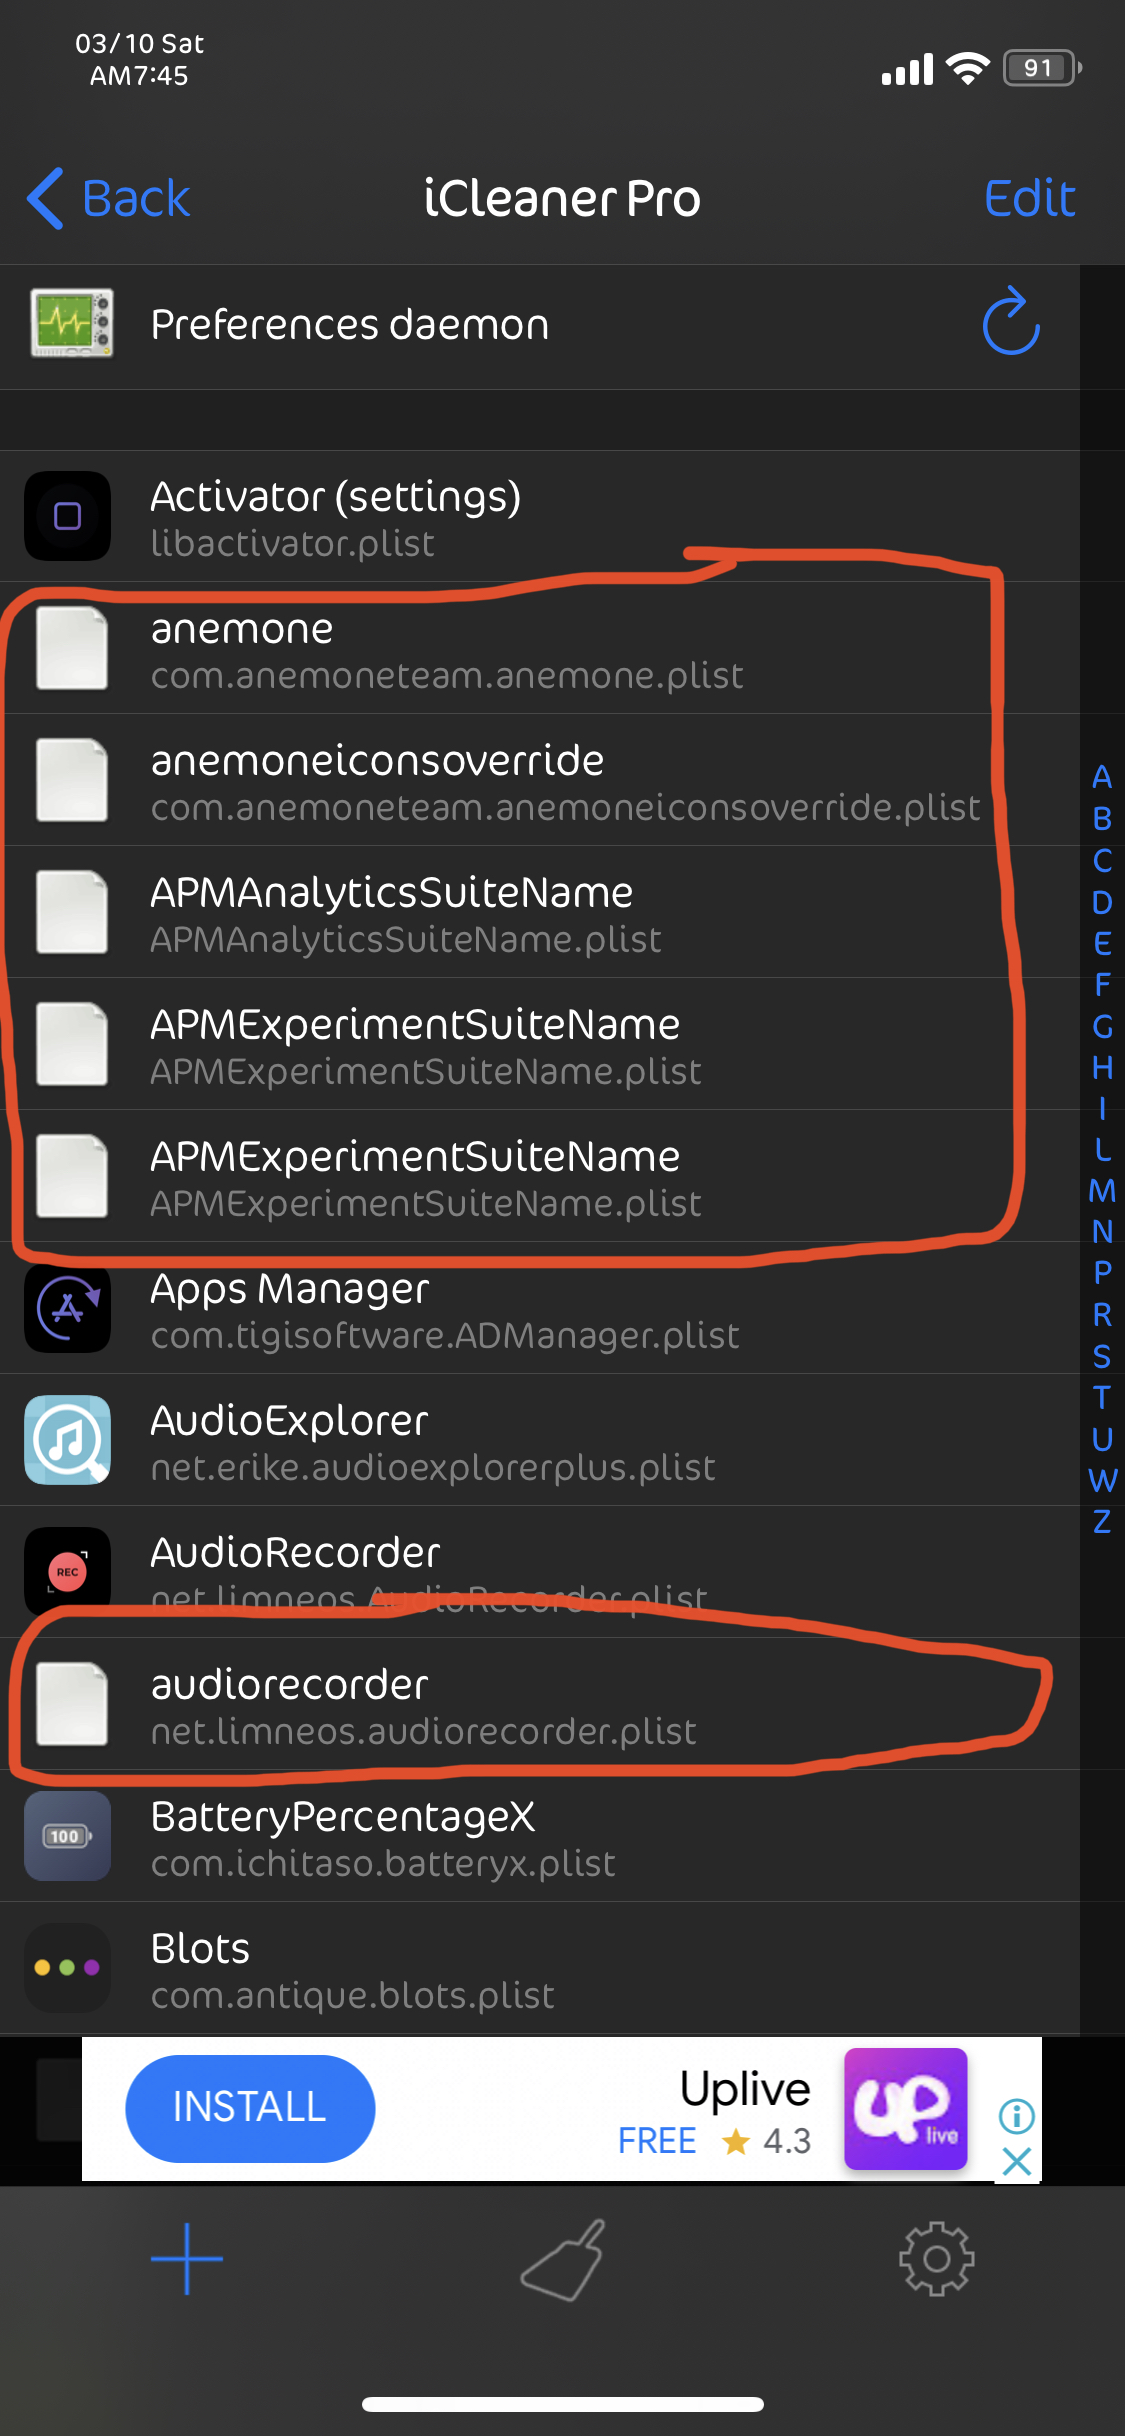 03/10 Sat
AM7:45
91
Back
iCleaner Pro
Edit
Preferences daemon
Activator (settings)
libactivator.plist
anemone
com.anemoneteam.anemone.plist
anemoneiconsoverride
com.anemoneteam.anemoneiconsoverride.plist
APMAnalyticsSuiteName
APMAnalyticsSuiteName.plist
APMExperimentSuiteName
APMExperimentSuiteName.plist
APMExperimentSuiteName
APMExperimentSuiteName.plist
Apps Manager
com.tigisoftware.ADManager.plist
AudioExplorer
net.erike.audioexplorerplus.plist
REC
AudioRecorder
net.limneos.AudioRecorder.plist
audiorecorder
net.limneos.audiorecorder.plist
100
BatteryPercentageX
com.ichitaso.batteryx.plist
Blots
com.antique.blots.plist
A
B
C
D
E
F
G
H
I
L
M
N
P
R
S
T
U
W
Z
INSTALL
Uplive
FREE
4.3
UP
live